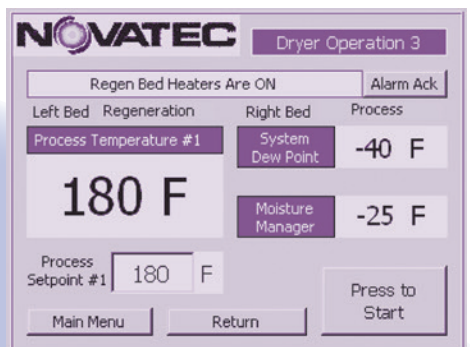 NOVATEC
Dryer Operation 3
Regen Bed Heaters Are ON
Alarm Ack
Left Bed Regeneration
Right Bed Process
Process Temperature #1
180 F
System
Dew Point
-40 F
Moisture
Manager
-25 F
Process
Setpoint #1
180 F
Press to
Start
Main Menu
Return